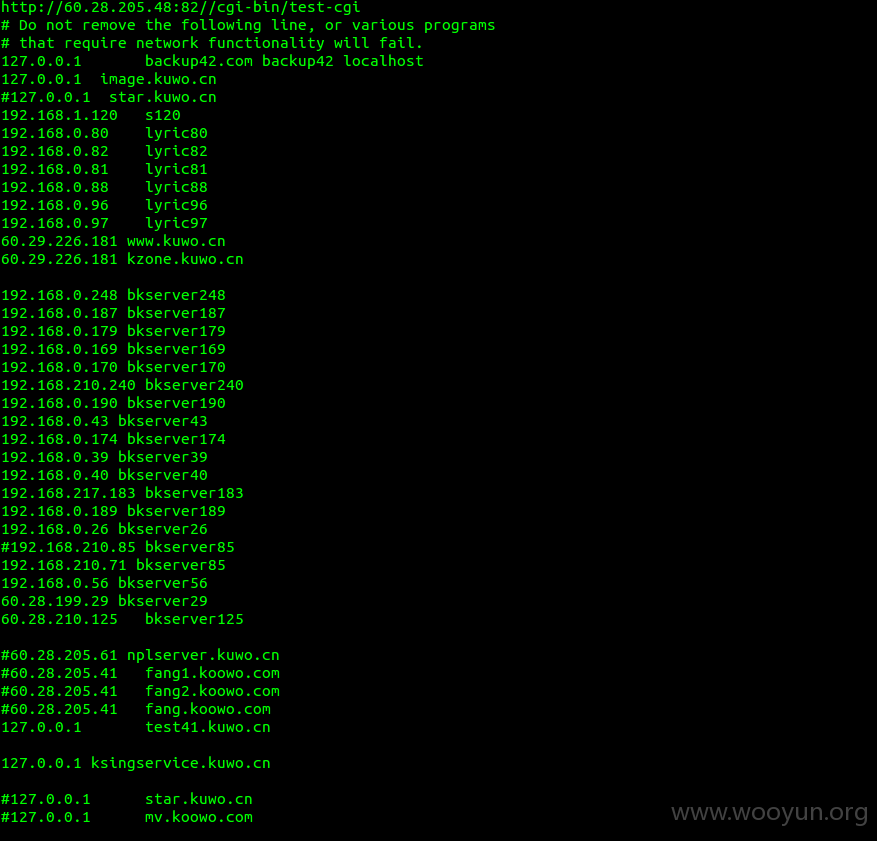 http://60.28.205.48:82//cgi-bin/test-cgi
# Do not remove the following line, or various programs
# that require network functionality will fail.
127.0.0.1       backup42.com backup42 localhost
127.0.0.1  image.kuwo.cn
#127.0.0.1  star.kuwo.cn
192.168.1.120   s120
192.168.0.80    lyric80
192.168.0.82    lyric82
192.168.0.81    lyric81
192.168.0.88    lyric88
192.168.0.96    lyric96
192.168.0.97    lyric97
60.29.226.181 www.kuwo.cn
60.29.226.181 kzone.kuwo.cn
192.168.0.248 bkserver248
192.168.0.187 bkserver187
192.168.0.179 bkserver179
192.168.0.169 bkserver169
192.168.0.170 bkserver170
192.168.210.240 bkserver240
192.168.0.190 bkserver190
192.168.0.43 bkserver43
192.168.0.174 bkserver174
192.168.0.39 bkserver39
192.168.0.40 bkserver40
192.168.217.183 bkserver183
192.168.0.189 bkserver189
192.168.0.26 bkserver26
#192.168.210.85 bkserver85
192.168.210.71 bkserver85
192.168.0.56 bkserver56
60.28.199.29 bkserver29
60.28.210.125   bkserver125
#60.28.205.61 nplserver.kuwo.cn
#60.28.205.41   fang1.koowo.com
#60.28.205.41   fang2.koowo.com
#60.28.205.41   fang.koowo.com
127.0.0.1       test41.kuwo.cn
127.0.0.1 ksingservice.kuwo.cn
#127.0.0.1      star.kuwo.cn
#127.0.0.1      mv.koowo.com
www.wooyun.org